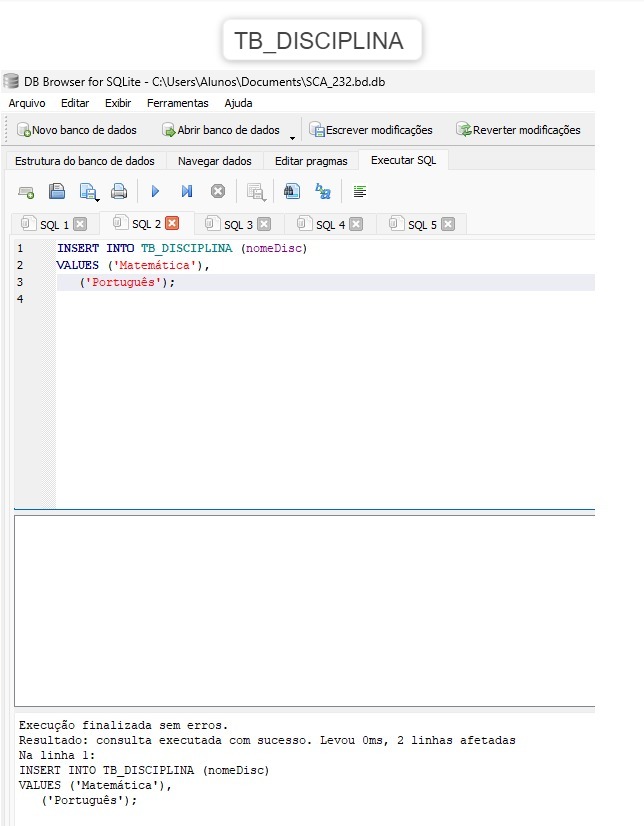 TB_DISCIPLINA
DB Browser for SQLite - C:\Users\Alunos\Documents\SCA_232.bd.db
Arquivo Editar Exibir Ferramentas Ajuda
Novo banco de dados Abrir banco de dados Escrever modificações Reverter modificações
Estrutura do banco de dados Navegar dados Editar pragmas Executar SQL
SQL 1 SQL 2 SQL 3 SQL 4 SQL 5
1 INSERT INTO TB_DISCIPLINA (nomeDisc)
2 VALUES ('Matemática'),
3 ('Português');
4
Execução finalizada sem erros.
Resultado: consulta executada com sucesso. Levou 0ms, 2 linhas afetadas
Na linha 1:
INSERT INTO TB_DISCIPLINA (nomeDisc)
VALUES ('Matemática'),
('Português');